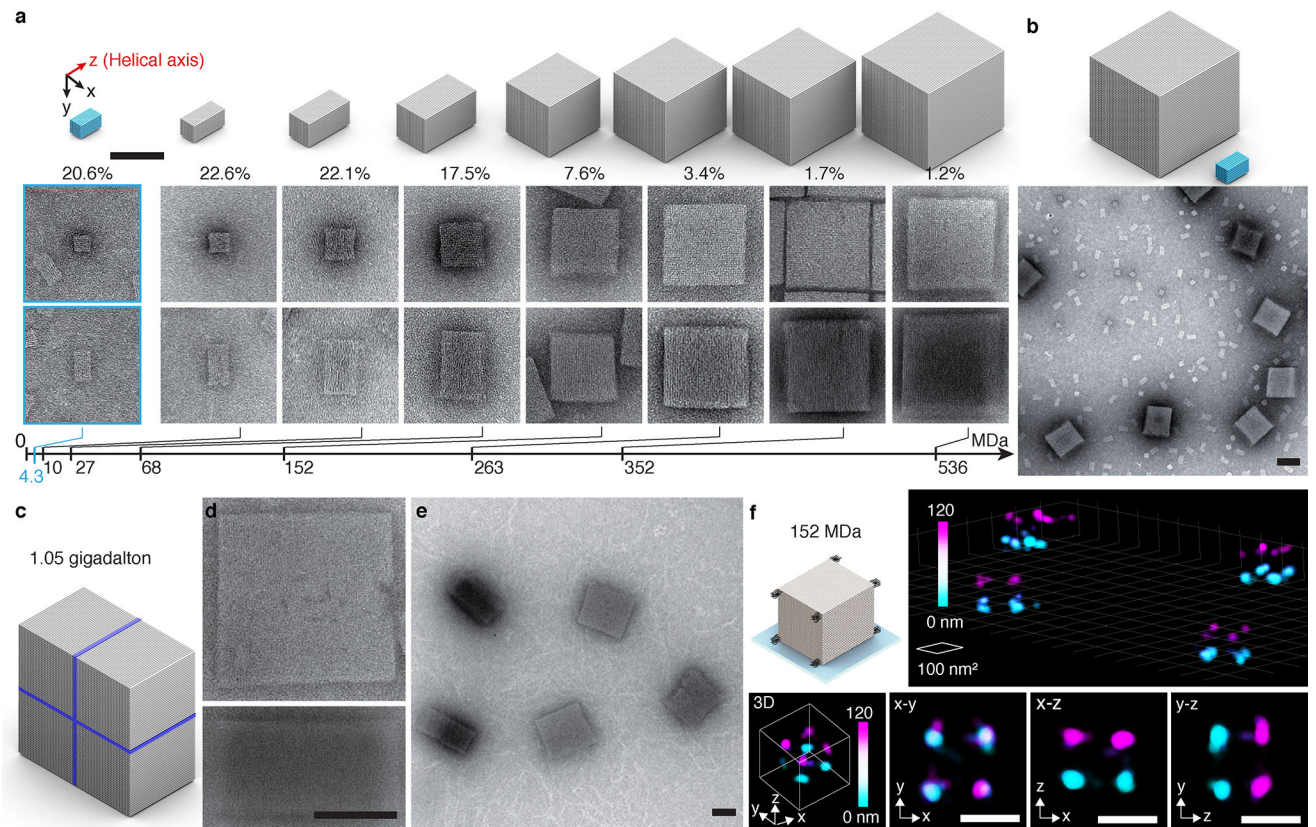 a
z (Helical axis)
x
y
20.6%
22.6%
22.1%
17.5%
7.6%
3.4%
1.7%
1.2%
0
MDa
4.3
10
27
68
152
263
352
536
b
c
1.05 gigadalton
d
e
f
152 MDa
120
0 nm
100 nm²
3D
120
0 nm
z
y
x
x-y
y
x
x-z
z
x
y-z
y
z